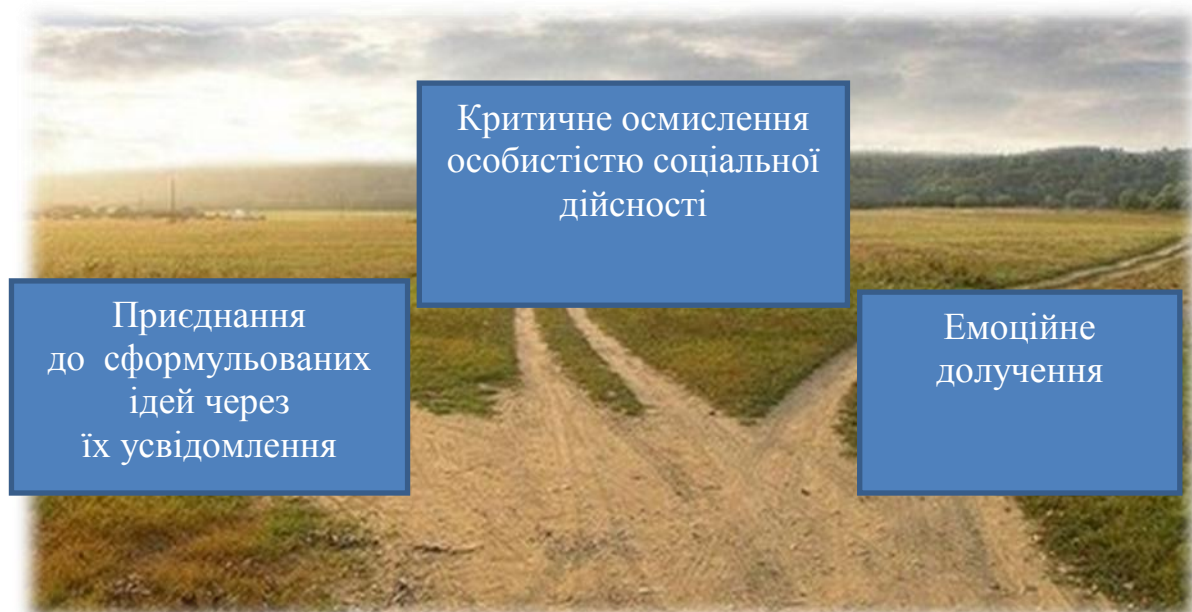 Критичне осмислення
особистістю соціальної
дійсності
Приєднання
до сформульованих
ідей через
їх усвідомлення
Емоційне
долучення